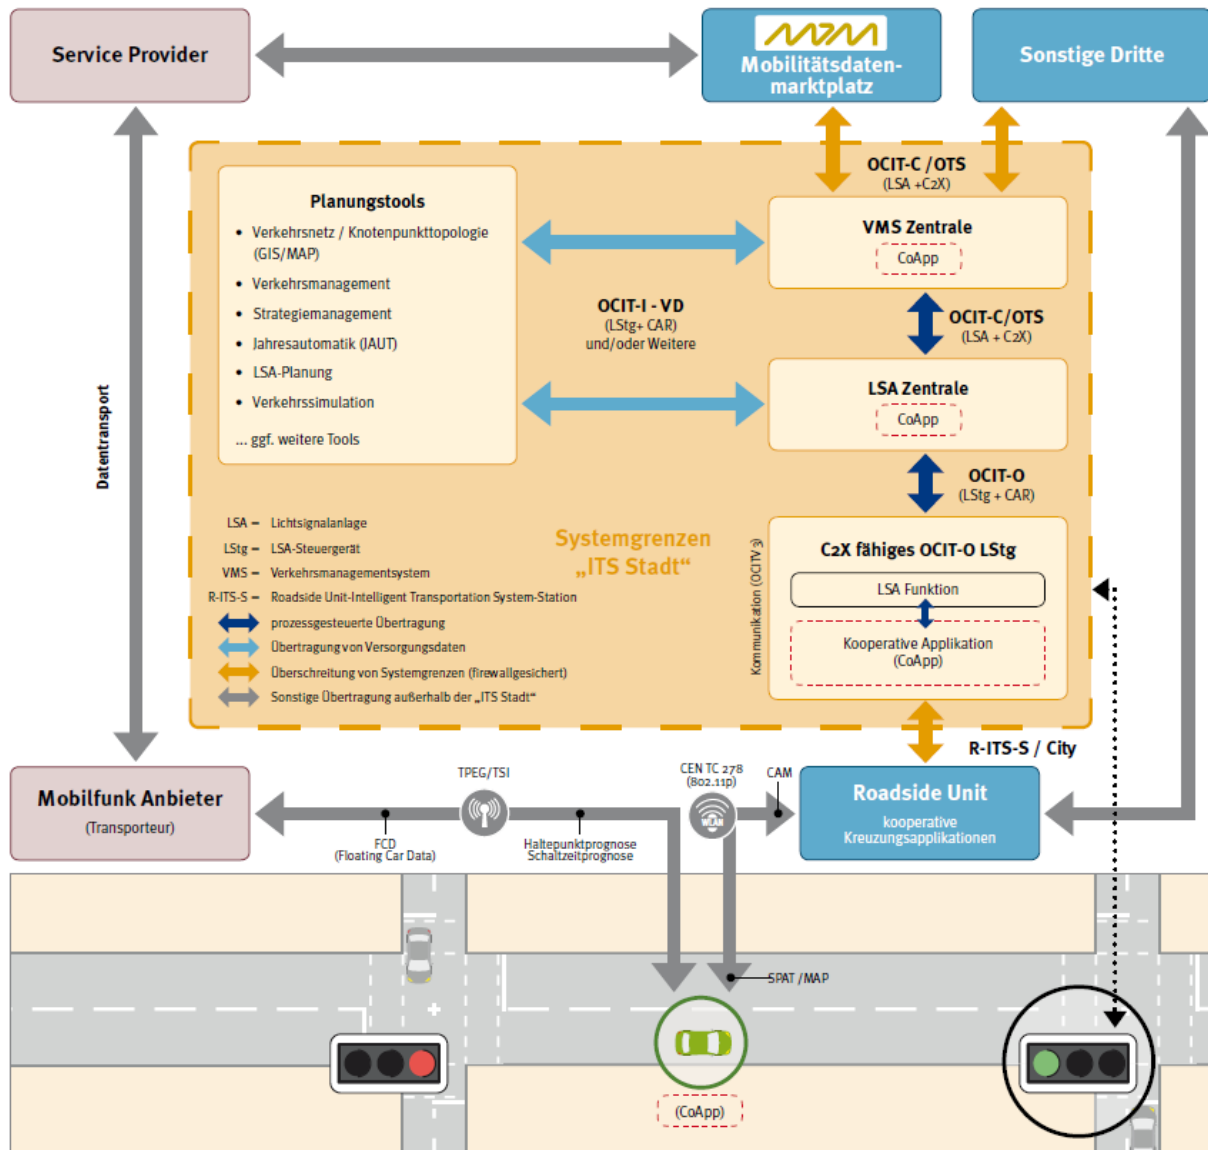 Service Provider
MDM
Mobilitätsdaten-
marktplatz
Sonstige Dritte
OCIT-C / OTS
(LSA +C2X)
Planungstools
• Verkehrsnetz / Knotenpunkttopologie
(GIS/MAP)
• Verkehrsmanagement
• Strategiemanagement
• Jahresautomatik (JAUT)
• LSA-Planung
• Verkehrssimulation
... ggf. weitere Tools
VMS Zentrale
CoApp
OCIT-I - VD
(LStg+ CAR)
und/oder Weitere
OCIT-C/OTS
(LSA + C2X)
LSA Zentrale
CoApp
OCIT-O
(LStg + CAR)
Datentransport
LSA = Lichtsignalanlage
LStg = LSA-Steuergerät
VMS = Verkehrsmanagementsystem
R-ITS-S = Roadside Unit-Intelligent Transportation System-Station
prozessgesteuerte Übertragung
Übertragung von Versorgungsdaten
Überschreitung von Systemgrenzen (firewallgesichert)
Sonstige Übertragung außerhalb der „ITS Stadt“
Systemgrenzen
„ITS Stadt“
Kommunikation (OCITV 3)
C2X fähiges OCIT-O LStg
LSA Funktion
Kooperative Applikation
(CoApp)
R-ITS-S / City
Mobilfunk Anbieter
(Transporteur)
TPEG/TSI
FCD
(Floating Car Data)
Haltepunktprognose
Schaltzeitprognose
CEN TC 278
(802.11p)
WLAN
CAM
Roadside Unit
kooperative
Kreuzungsapplikationen
SPAT /MAP
(CoApp)